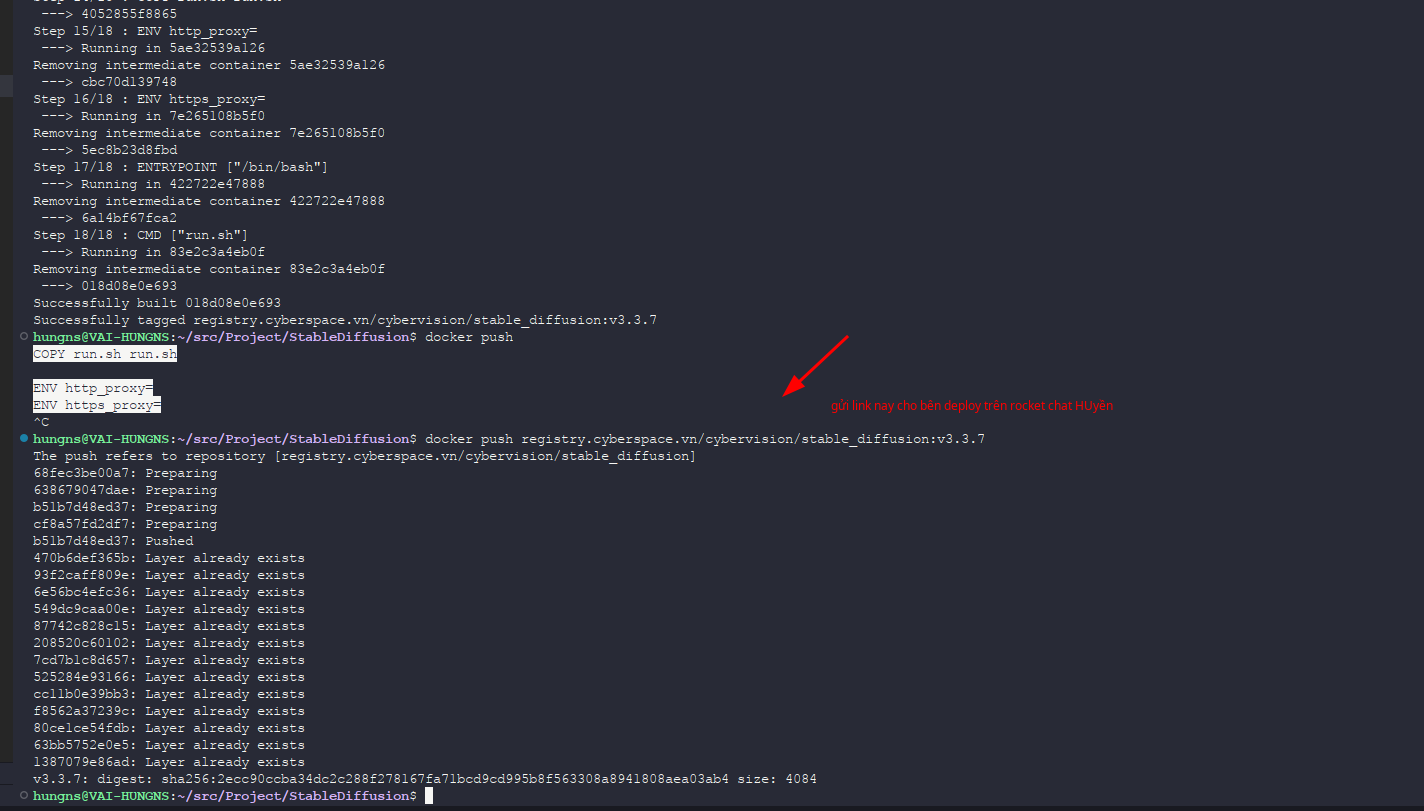 ---> 4052855f8865
Step 15/18 : ENV http_proxy=
---> Running in 5ae32539a126
Removing intermediate container 5ae32539a126
---> cbc70d139748
Step 16/18 : ENV https_proxy=
---> Running in 7e265108b5f0
Removing intermediate container 7e265108b5f0
---> 5ec8b23d8fbd
Step 17/18 : ENTRYPOINT ["/bin/bash"]
---> Running in 422722e47888
Removing intermediate container 422722e47888
---> 6a14bf67fca2
Step 18/18 : CMD ["run.sh"]
---> Running in 83e2c3a4eb0f
Removing intermediate container 83e2c3a4eb0f
---> 018d08e0e693
Successfully built 018d08e0e693
Successfully tagged registry.cyberspace.vn/cybervision/stable_diffusion:v3.3.7
hungns@VAI-HUNGNS:~/src/Project/StableDiffusion$ docker push
COPY run.sh run.sh
ENV http_proxy=
ENV https_proxy=
gửi link nay cho bên deploy trên rocket chat HUyền
^C
hungns@VAI-HUNGNS:~/src/Project/StableDiffusion$ docker push registry.cyberspace.vn/cybervision/stable_diffusion:v3.3.7
The push refers to repository [registry.cyberspace.vn/cybervision/stable_diffusion]
68fec3be00a7: Preparing
638679047dae: Preparing
b51b7d48ed37: Preparing
cf8a57fd2df7: Preparing
b51b7d48ed37: Pushed
470b6def365b: Layer already exists
93f2caff809e: Layer already exists
6e56bc4efc36: Layer already exists
549dc9caa00e: Layer already exists
87742c828c15: Layer already exists
208520c60102: Layer already exists
7cd7b1c8d657: Layer already exists
525284e93166: Layer already exists
cc11b0e39bb3: Layer already exists
f8562a37239c: Layer already exists
80ce1ce54fdb: Layer already exists
63bb5752e0e5: Layer already exists
1387079e86ad: Layer already exists
v3.3.7: digest: sha256:2ecc90ccba34dc2c288f278167fa71bcd9cd995b8f563308a8941808aea03ab4 size: 4084
hungns@VAI-HUNGNS:~/src/Project/StableDiffusion$